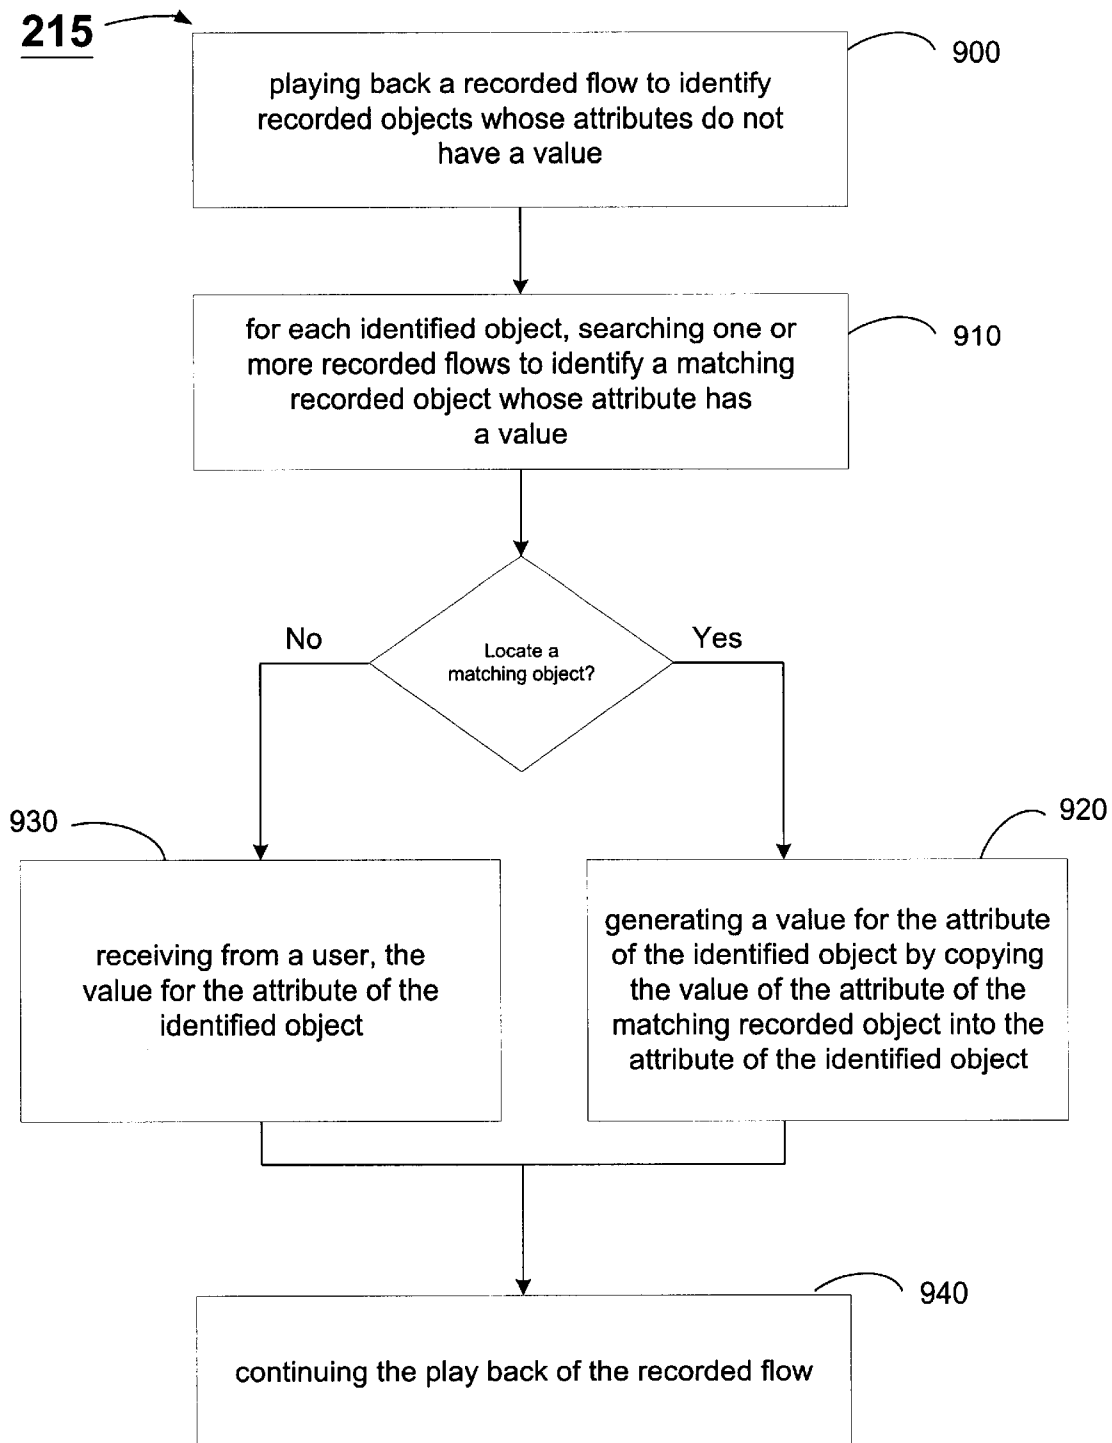 215
900
playing back a recorded flow to identify
recorded objects whose attributes do not
have a value
910
for each identified object, searching one or
more recorded flows to identify a matching
recorded object whose attribute has
a value
No
Yes
Locate a
matching object?
930
920
receiving from a user, the
value for the attribute of the
identified object
generating a value for the attribute
of the identified object by copying
the value of the attribute of the
matching recorded object into the
attribute of the identified object
940
continuing the play back of the recorded flow